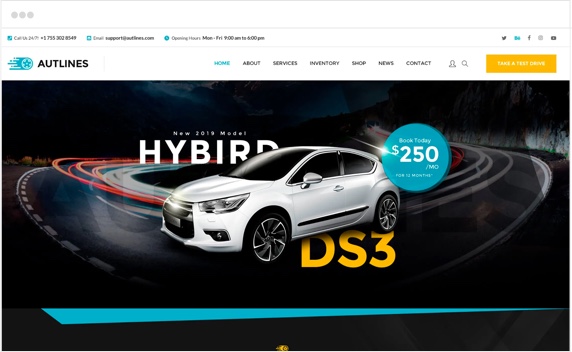 Call Us 24/7! +1 755 302 8549 Email support@autlines.com Opening Hours Mon - Fri 9:00 am to 6:00 pm
AUTLINES HOME ABOUT SERVICES INVENTORY SHOP NEWS CONTACT TAKE A TEST DRIVE
New 2019 Model
HYBIRD
Book Today
$250
/MO
FOR 12 MONTHS*
DS3